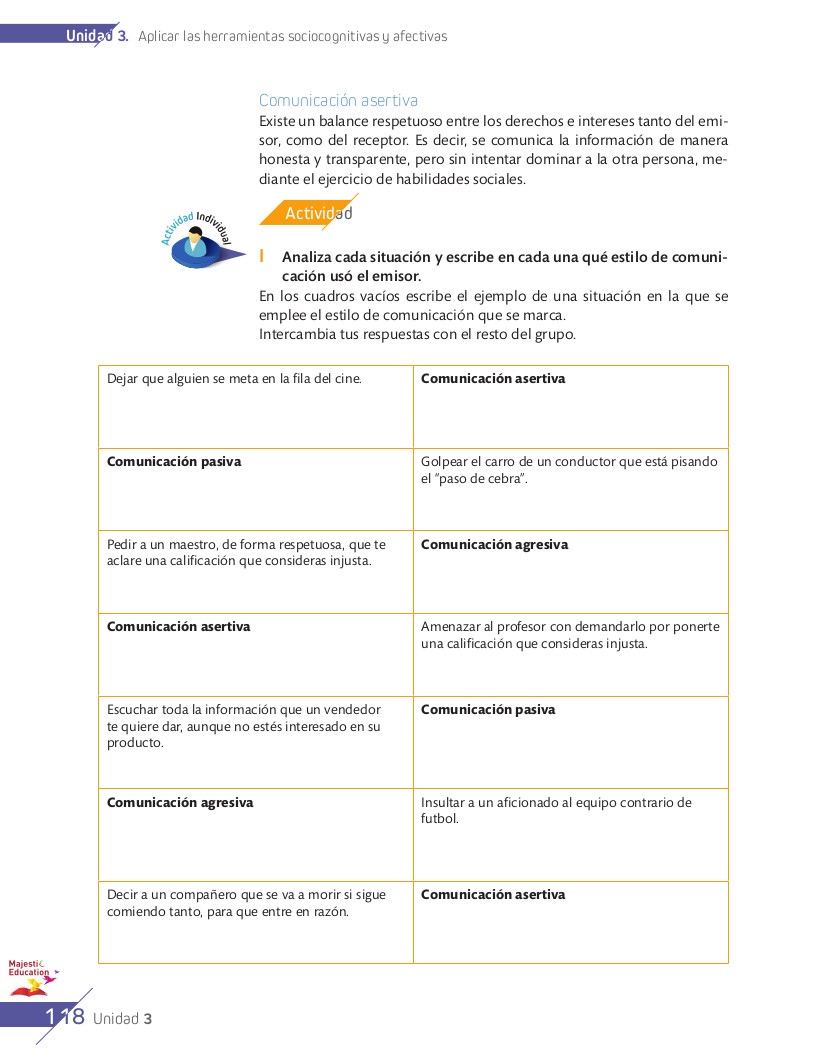 Unidad 3. Aplicar las herramientas sociocognitivas y afectivas
Comunicación asertiva
Existe un balance respetuoso entre los derechos e intereses tanto del emi-
sor, como del receptor. Es decir, se comunica la información de manera
honesta y transparente, pero sin intentar dominar a la otra persona, me-
diante el ejercicio de habilidades sociales.
Actividad Individual
Actividad
I Analiza cada situación y escribe en cada una qué estilo de comuni-
cación usó el emisor.
En los cuadros vacíos escribe el ejemplo de una situación en la que se
emplee el estilo de comunicación que se marca.
Intercambia tus respuestas con el resto del grupo.
Dejar que alguien se meta en la fila del cine.
Comunicación asertiva
Comunicación pasiva
Golpear el carro de un conductor que está pisando
el “paso de cebra”.
Pedir a un maestro, de forma respetuosa, que te
aclare una calificación que consideras injusta.
Comunicación agresiva
Comunicación asertiva
Amenazar al profesor con demandarlo por ponerte
una calificación que consideras injusta.
Escuchar toda la información que un vendedor
te quiere dar, aunque no estés interesado en su
producto.
Comunicación pasiva
Comunicación agresiva
Insultar a un aficionado al equipo contrario de
futbol.
Decir a un compañero que se va a morir si sigue
comiendo tanto, para que entre en razón.
Comunicación asertiva
Majestic
Education
118 Unidad 3